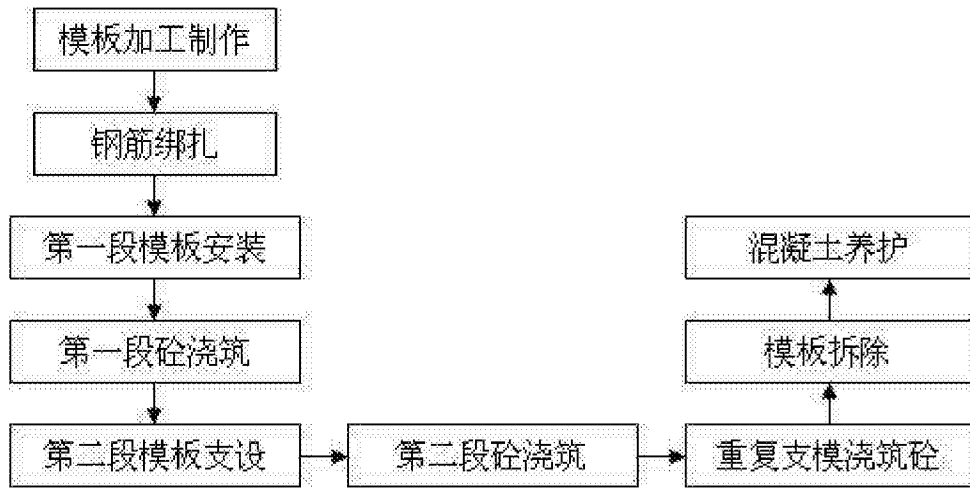 模板加工制作
钢筋绑扎
第一段模板安装
第一段砼浇筑
第二段模板支设
第二段砼浇筑
重复支模浇筑砼
模板拆除
混凝土养护